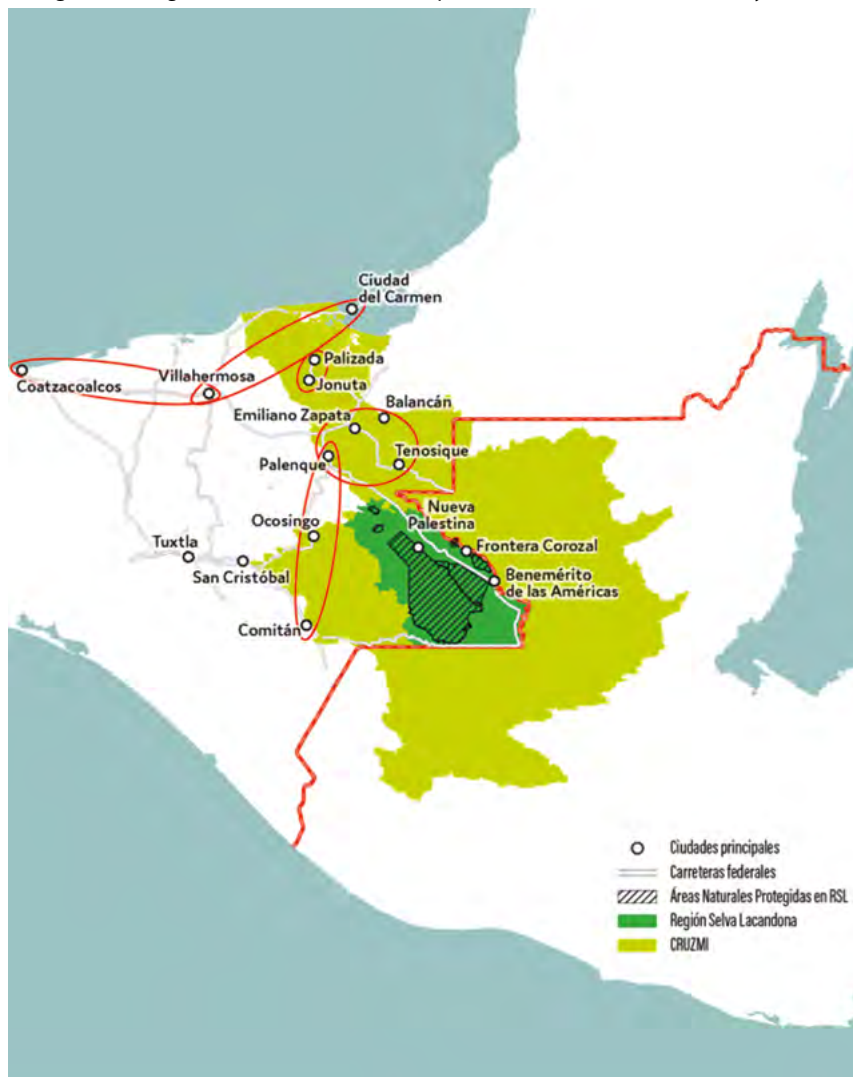 Ciudad
del Carmen
Palizada
Coatzacoalcos
Villahermosa
Jonuta
Balancán
Emiliano Zapata
Tenosique
Palenque
Nueva
Palestina
Ocosingo
Tuxtla
Frontera Corozal
San Cristóbal
Benemérito
de las Américas
Comitán
Ciudades principales
Carreteras federales
Áreas Naturales Protegidas en RSL
Región Selva Lacandona
CRUZMI